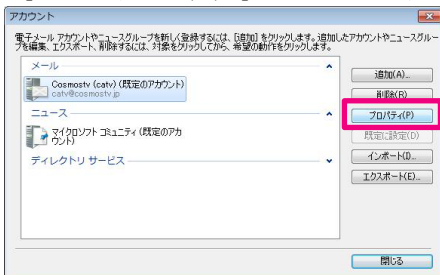 アカウント
電子メール アカウントやニュースグループを新しく登録するには、[追加] をクリックします。追加したアカウントやニュースグルー
プを編集、エクスポート、削除するには、対象をクリックしてから、希望の動作をクリックします。
メール
Cosmostv (catv) (既定のアカウント)
catv@cosmostv.jp
ニュース
マイクロソフト コミュニティ (既定のアカ
ウント)
ディレクトリ サービス
追加(A)...
削除(R)
プロパティ(P)
既定に設定(D)
インポート(I)...
エクスポート(E)...
閉じる